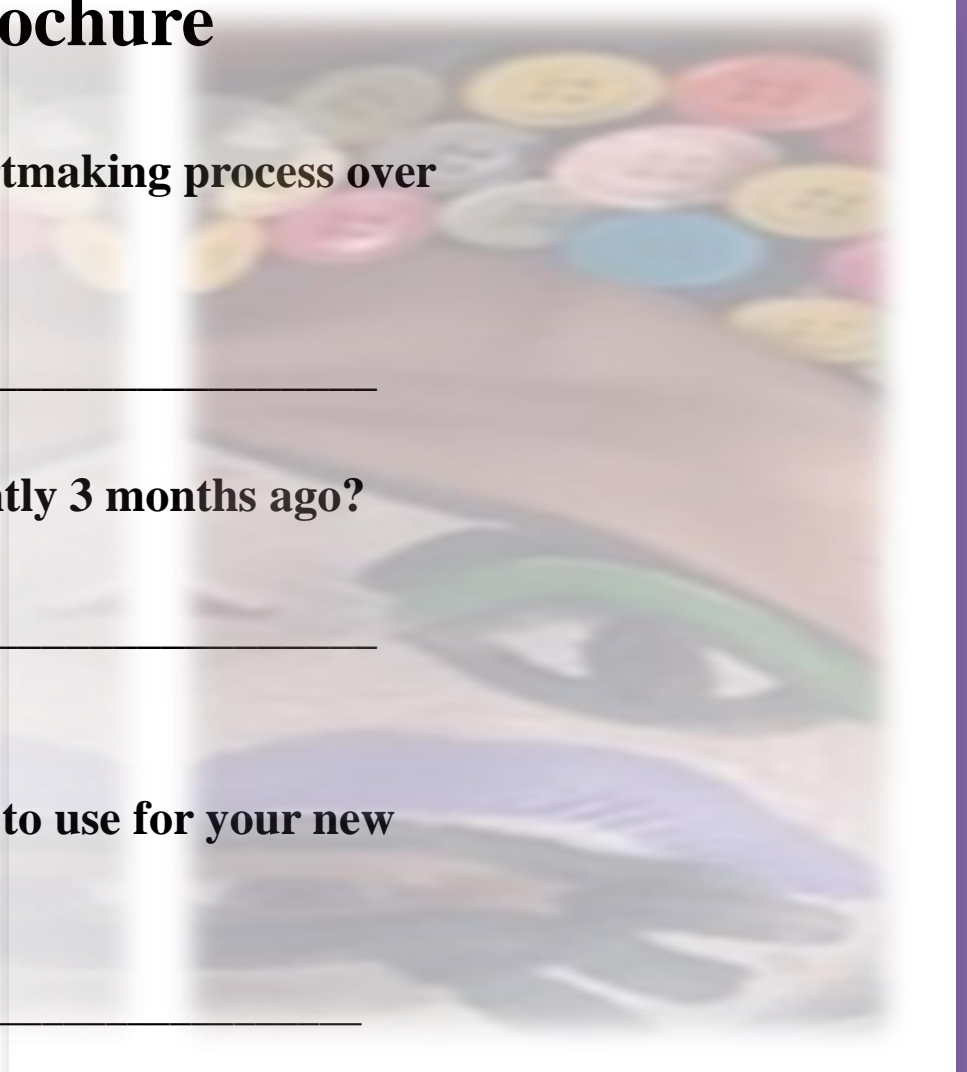 ochure
tmaking process over
tly 3 months ago?
to use for your new